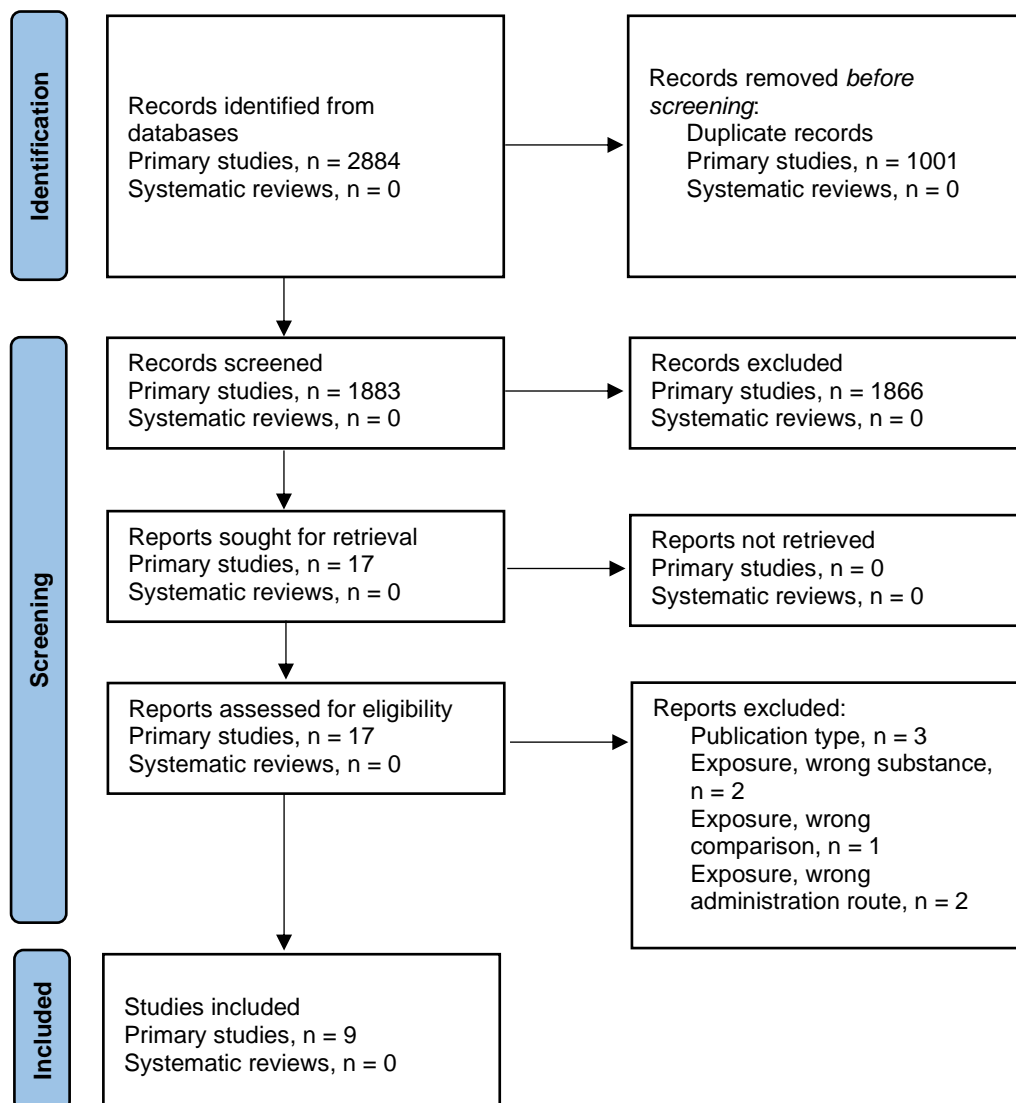 Identification
Records identified from
databases
Primary studies, n = 2884
Systematic reviews, n = 0
Records removed before
screening:
Duplicate records
Primary studies, n = 1001
Systematic reviews, n = 0
Screening
Records screened
Primary studies, n = 1883
Systematic reviews, n = 0
Records excluded
Primary studies, n = 1866
Systematic reviews, n = 0
Reports sought for retrieval
Primary studies, n = 17
Systematic reviews, n = 0
Reports not retrieved
Primary studies, n = 0
Systematic reviews, n = 0
Reports assessed for eligibility
Primary studies, n = 17
Systematic reviews, n = 0
Reports excluded:
Publication type, n = 3
Exposure, wrong substance,
n = 2
Exposure, wrong
comparison, n = 1
Exposure, wrong
administration route, n = 2
Included
Studies included
Primary studies, n = 9
Systematic reviews, n = 0